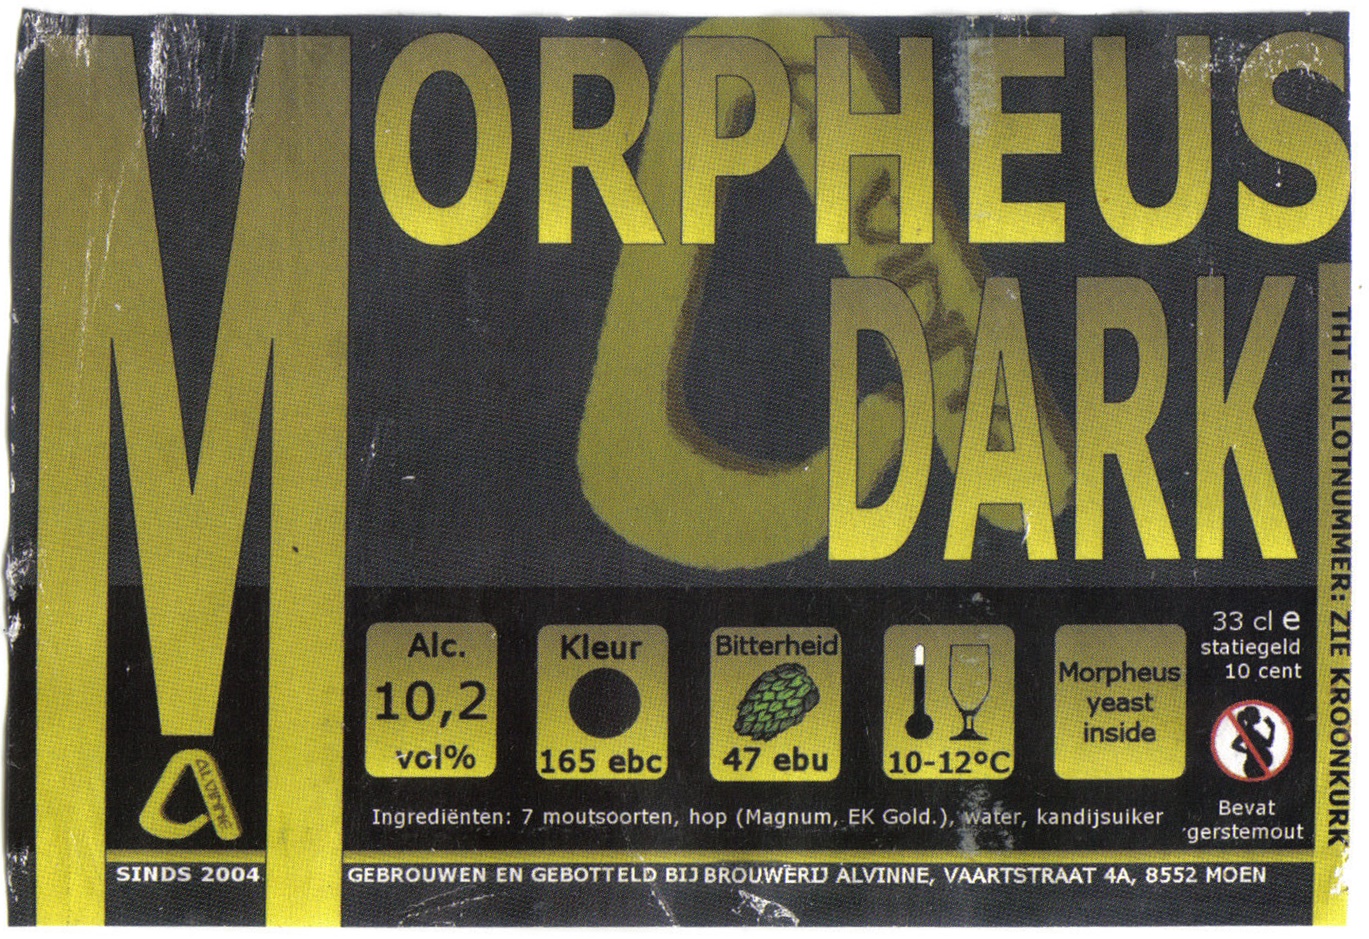 MORPHEUS
DARK
Alc.
10,2
vol%
Kleur
165 ebc
Bitterheid
47 ebu
10-12°C
Morpheus
yeast
inside
33 cl e
statiegeld
10 cent
Bevat
gerstemout
Ingrediënten: 7 moutsoorten, hop (Magnum, EK Gold.), water, kandijsuiker
ALVINNE
SINDS 2004
GEBROUWEN EN GEBOTTELD BIJ BROUWERIJ ALVINNE, VAARTSTRAAT 4A, 8552 MOEN
THT EN LOTNUMMER: ZIE KROONKURK